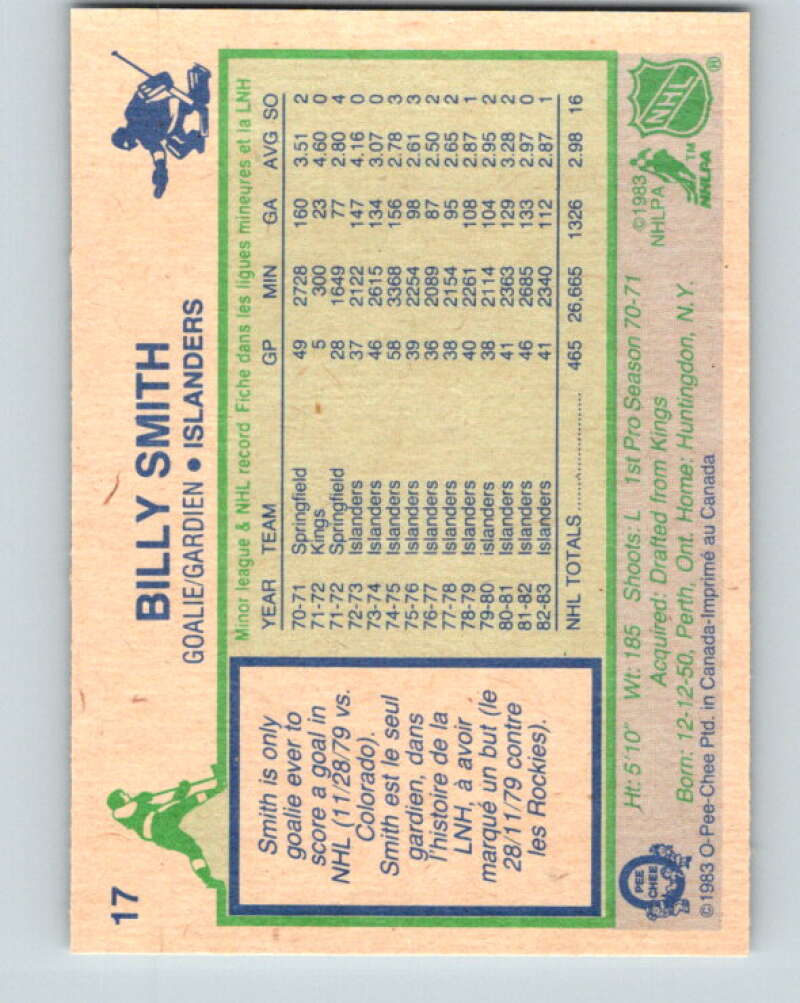 17
BILLY SMITH
GOALIE/GARDIEN • ISLANDERS
Smith is only
goalie ever to
score a goal in
NHL (11/28/79 vs.
Colorado).
Smith est le seul
gardien, dans
l'histoire de la
LNH, à avoir
marqué un but (le
28/11/79 contre
les Rockies).
Minor league & NHL record Fiche dans les ligues mineures et la LNH
YEAR TEAM GP MIN GA AVG SO
70-71 Springfield 49 2728 160 3.51 2
71-72 Kings 5 300 23 4.60 0
71-72 Springfield 28 1649 77 2.80 4
72-73 Islanders 37 2122 147 4.16 0
73-74 Islanders 46 2615 134 3.07 0
74-75 Islanders 58 3368 156 2.78 3
75-76 Islanders 39 2254 98 2.61 3
76-77 Islanders 36 2089 87 2.50 2
77-78 Islanders 38 2154 95 2.65 2
78-79 Islanders 40 2261 108 2.87 1
79-80 Islanders 38 2114 104 2.95 2
80-81 Islanders 41 2363 129 3.28 2
81-82 Islanders 46 2685 133 2.97 0
82-83 Islanders 41 2340 112 2.87 1
NHL TOTALS 465 26,665 1326 2.98 16
Ht: 5'10" Wt: 185 Shoots: L 1st Pro Season 70-71
Acquired: Drafted from Kings
Born: 12-12-50, Perth, Ont. Home: Huntingdon, N.Y.
©1983 O-Pee-Chee Ptd. in Canada-Imprimé au Canada
O PEE CHEE
©1983
NHLPA
NHLPA ™
NHL ®